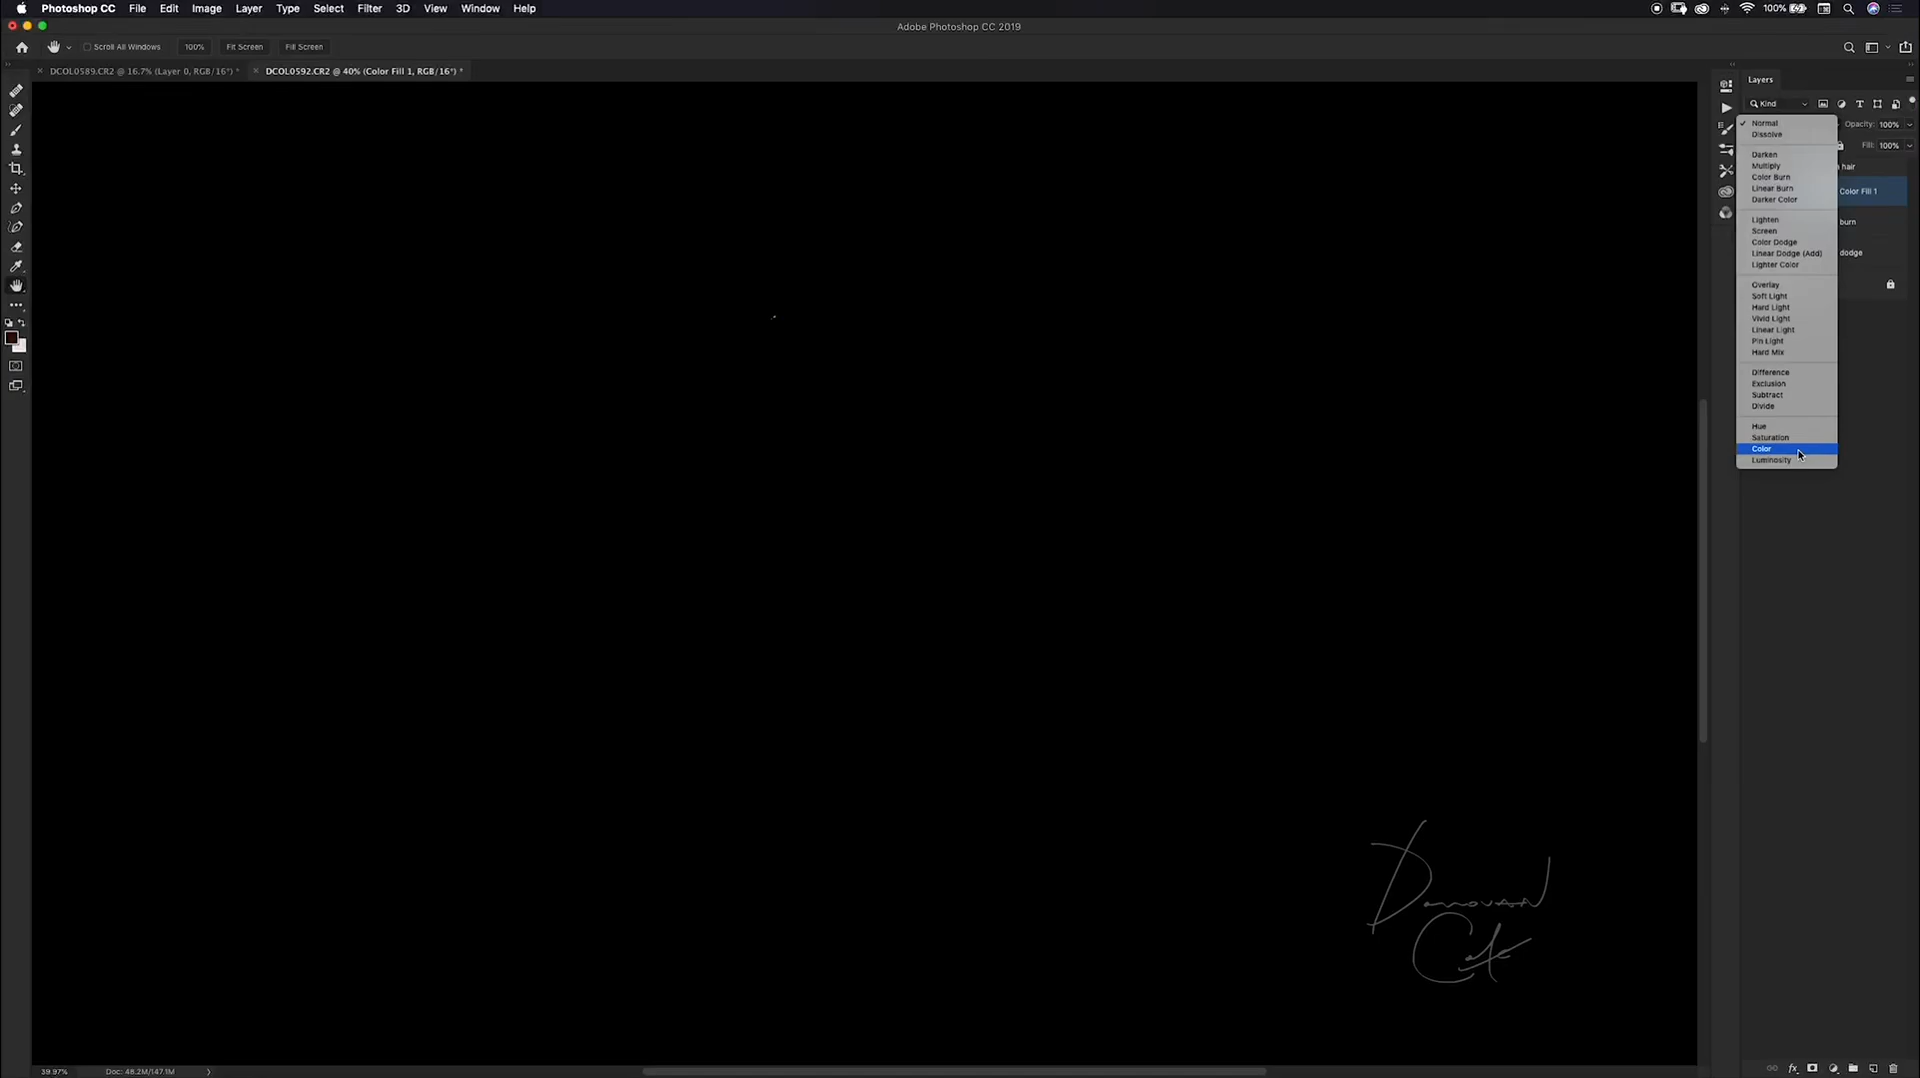 Photoshop CC File Edit Image Layer Type Select Filter 3D View Window Help 100%
Adobe Photoshop CC 2019
Scroll All Windows 100% Fit Screen Fill Screen
DCOL0589.CR2 @ 16.7% (Layer 0, RGB/16*) * DCOL0592.CR2 @ 40% (Color Fill 1, RGB/16*) *
Layers
Kind
Normal
Opacity: 100%
Dissolve
Fill: 100%
Darken
Multiply
hair
Color Burn
Linear Burn
Color Fill 1
Darker Color
Lighten
burn
Screen
Color Dodge
Linear Dodge (Add)
dodge
Lighter Color
Overlay
Soft Light
Hard Light
Vivid Light
Linear Light
Pin Light
Hard Mix
Difference
Exclusion
Subtract
Divide
Hue
Saturation
Color
Luminosity
Donovan
39.97% Doc: 48.2M/147.1M